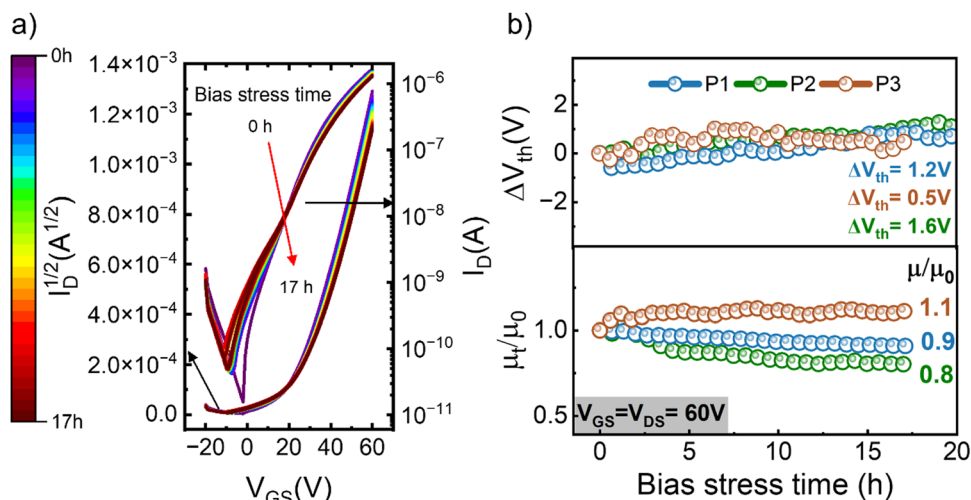 a)
0h
17h
I_D^1/2(A^1/2)
1.4×10⁻³
1.2×10⁻³
1.0×10⁻³
8.0×10⁻⁴
6.0×10⁻⁴
4.0×10⁻⁴
2.0×10⁻⁴
0.0
Bias stress time
0 h
17 h
10⁻⁶
10⁻⁷
10⁻⁸
10⁻⁹
10⁻¹⁰
10⁻¹¹
I_D(A)
−20 0 20 40 60
V_GS(V)
b)
P1 P2 P3
ΔV_th(V)
2
0
−2
ΔV_th= 1.2V
ΔV_th= 0.5V
ΔV_th= 1.6V
μ_t/μ_0
1.0
0.5
μ/μ_0
1.1
0.9
0.8
V_GS=V_DS= 60V
0 5 10 15 20
Bias stress time (h)